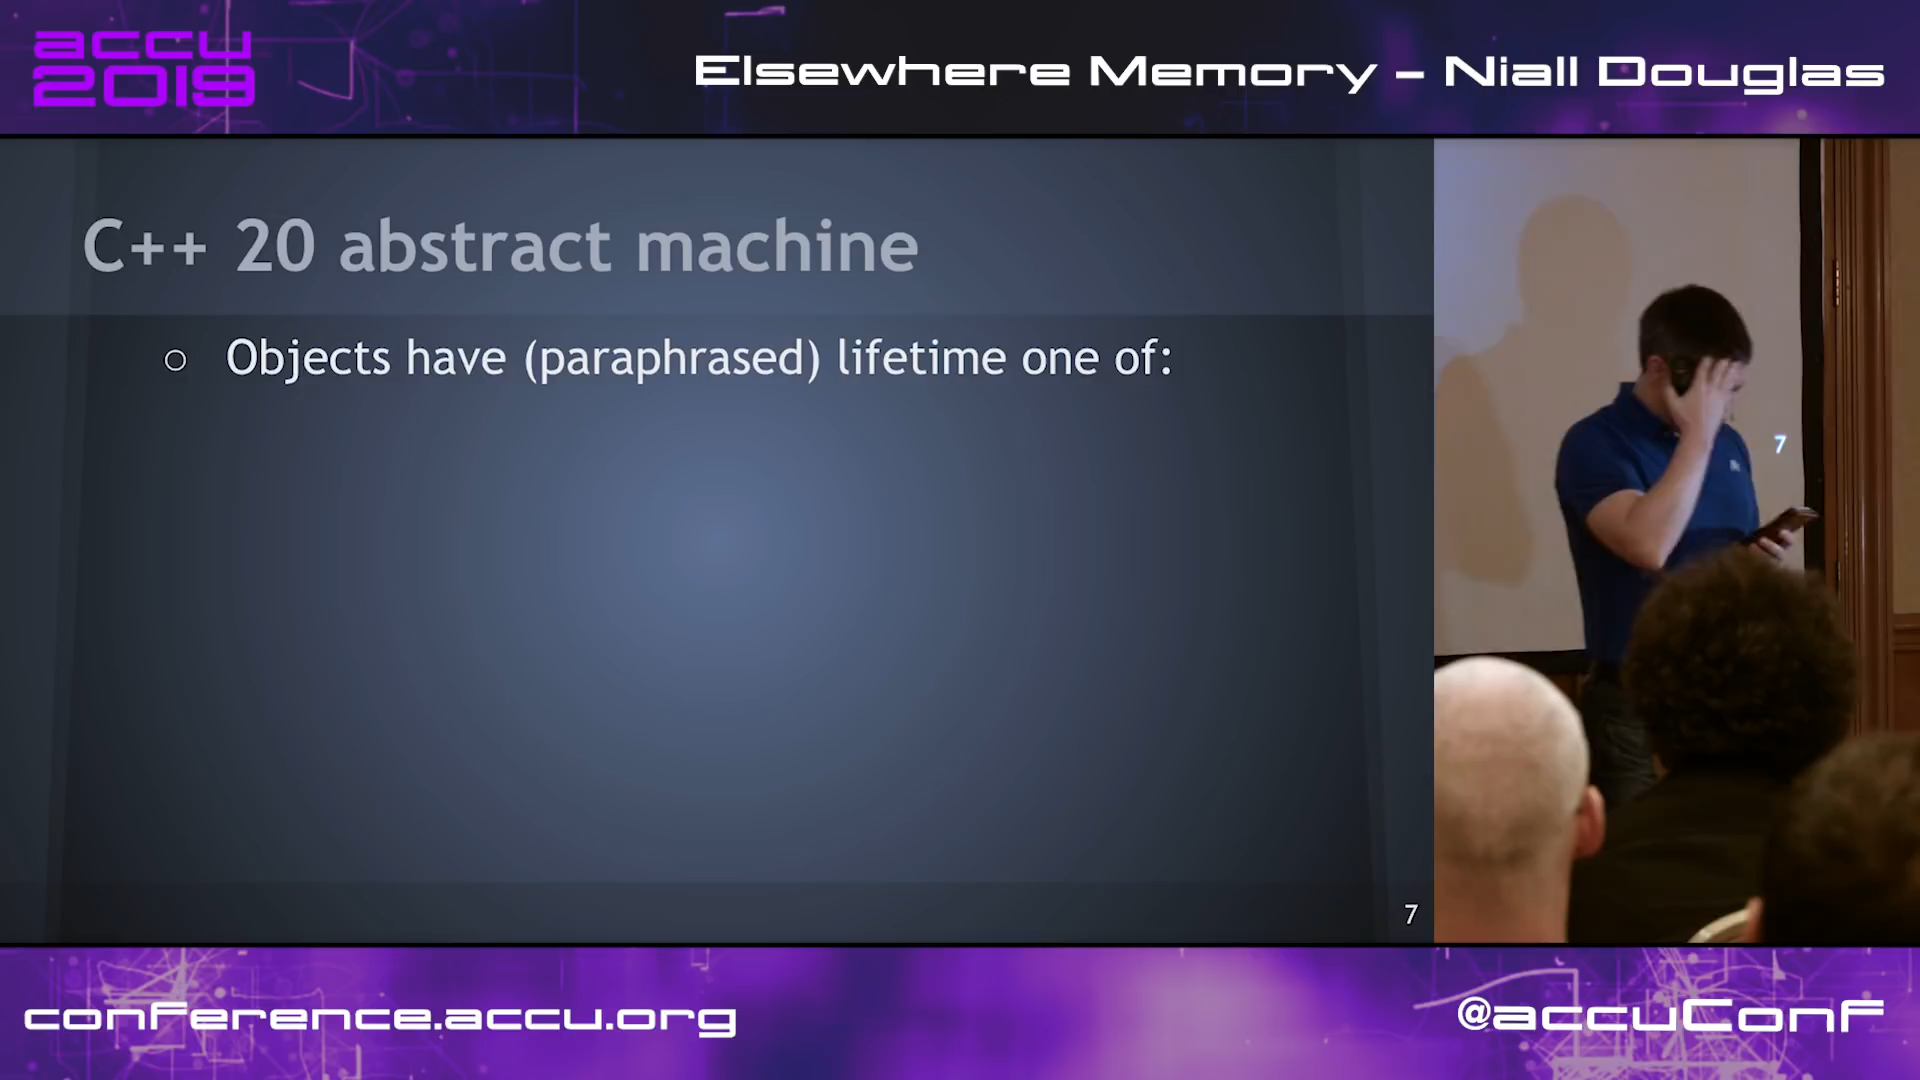 accu
2019
Elsewhere Memory – Niall Douglas
C++ 20 abstract machine
○ Objects have (paraphrased) lifetime one of:
7
7
conference.accu.org
@accuConf